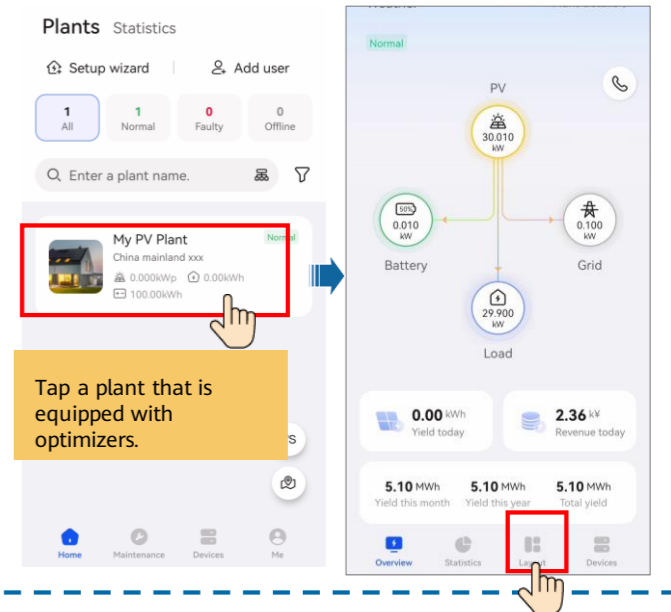 Plants Statistics
Setup wizard
Add user
1
All
1
Normal
0
Faulty
0
Offline
Enter a plant name.
My PV Plant
Normal
China mainland xxx
0.000kWp 0.00kWh
100.00kWh
Tap a plant that is
equipped with
optimizers.
Home
Maintenance
Devices
Me
Normal
PV
30.010
kW
50%
0.010
kW
Battery
0.100
kW
Grid
29.900
kW
Load
0.00 kWh
Yield today
2.36 k¥
Revenue today
5.10 MWh
Yield this month
5.10 MWh
Yield this year
5.10 MWh
Total yield
Overview
Statistics
Devices